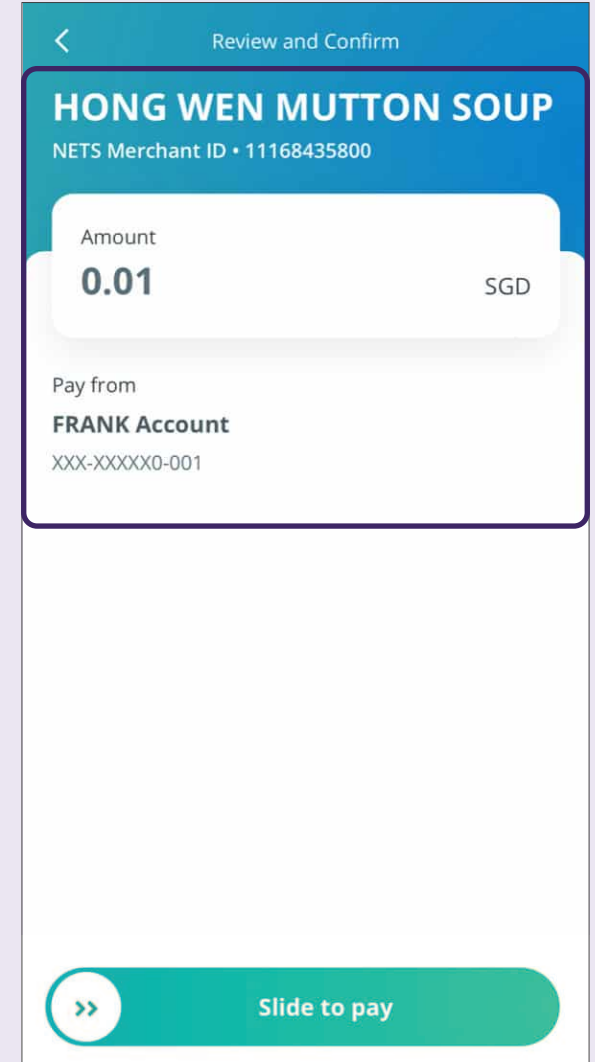 Review and Confirm
HONG WEN MUTTON SOUP
NETS Merchant ID • 11168435800
Amount
0.01 SGD
Pay from
FRANK Account
XXX-XXXXX0-001
Slide to pay